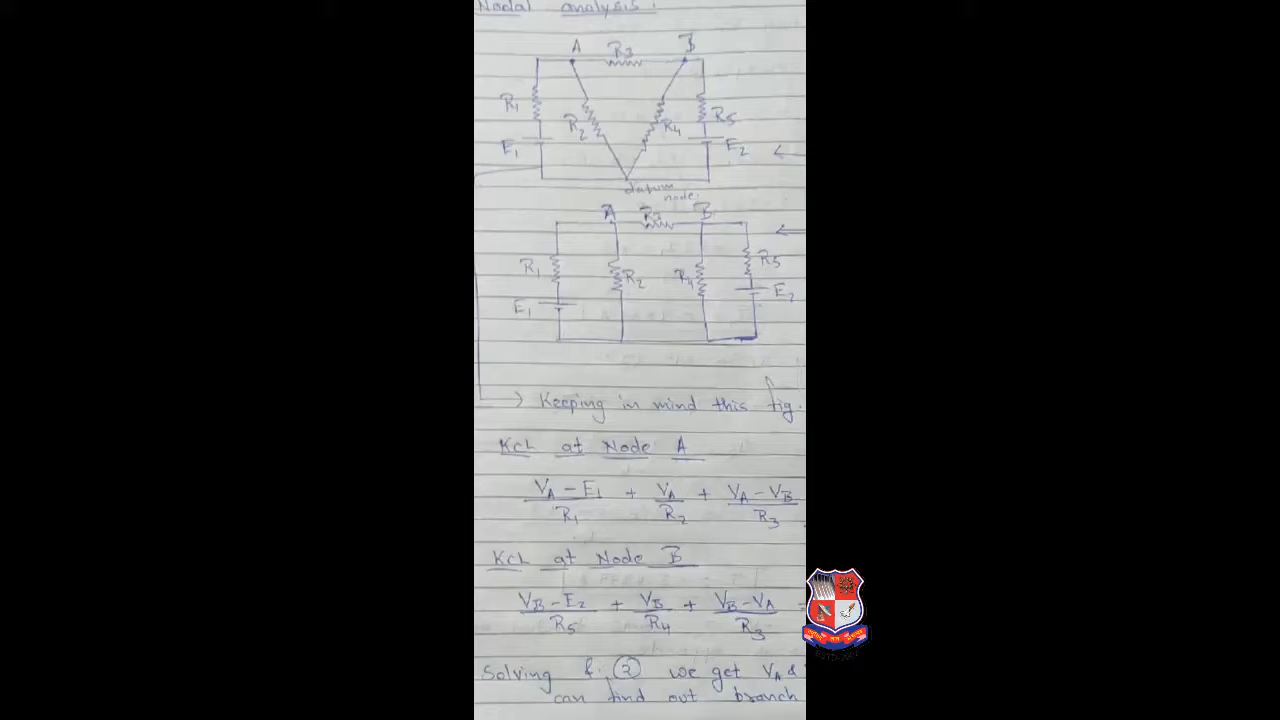 Nodal analysis:
A R3 B
R1 R2 R4 R5
E1 E2
datum
node.
A R3 B
R1 R2 R4 R5
E1 E2
→ Keeping in mind this fig.
KCL at Node A
(VA - E1)/R1 + VA/R2 + (VA - VB)/R3
KCL at Node B
(VB - E2)/R5 + VB/R4 + (VB - VA)/R3 =
Solving & ② we get VA &
can find out branch